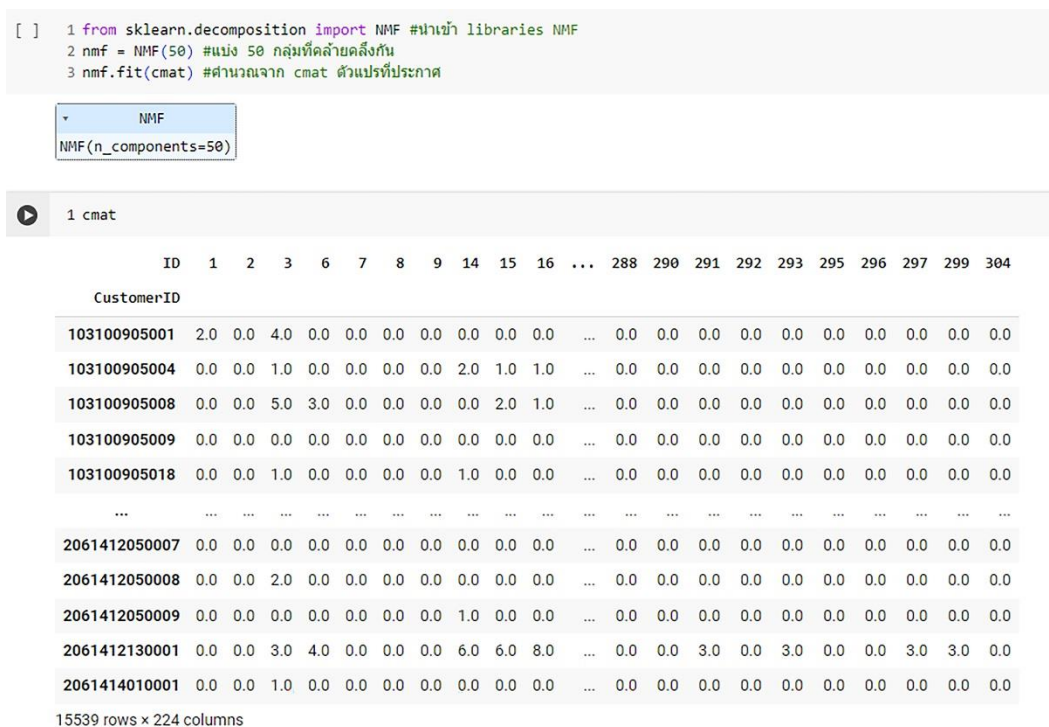 [ ] 1 from sklearn.decomposition import NMF #นำเข้า libraries NMF
2 nmf = NMF(50) #แบ่ง 50 กลุ่มที่คล้ายคลึงกัน
3 nmf.fit(cmat) #คำนวณจาก cmat ตัวแปรที่ประกาศ
NMF
NMF(n_components=50)
1 cmat
ID 1 2 3 6 7 8 9 14 15 16 ... 288 290 291 292 293 295 296 297 299 304
CustomerID
103100905001 2.0 0.0 4.0 0.0 0.0 0.0 0.0 0.0 0.0 0.0 ... 0.0 0.0 0.0 0.0 0.0 0.0 0.0 0.0 0.0 0.0
103100905004 0.0 0.0 1.0 0.0 0.0 0.0 0.0 2.0 1.0 1.0 ... 0.0 0.0 0.0 0.0 0.0 0.0 0.0 0.0 0.0 0.0
103100905008 0.0 0.0 5.0 3.0 0.0 0.0 0.0 0.0 2.0 1.0 ... 0.0 0.0 0.0 0.0 0.0 0.0 0.0 0.0 0.0 0.0
103100905009 0.0 0.0 0.0 0.0 0.0 0.0 0.0 0.0 0.0 0.0 ... 0.0 0.0 0.0 0.0 0.0 0.0 0.0 0.0 0.0 0.0
103100905018 0.0 0.0 1.0 0.0 0.0 0.0 0.0 1.0 0.0 0.0 ... 0.0 0.0 0.0 0.0 0.0 0.0 0.0 0.0 0.0 0.0
... ... ... ... ... ... ... ... ... ... ... ... ... ... ... ... ... ... ... ... ... ...
2061412050007 0.0 0.0 0.0 0.0 0.0 0.0 0.0 0.0 0.0 0.0 ... 0.0 0.0 0.0 0.0 0.0 0.0 0.0 0.0 0.0 0.0
2061412050008 0.0 0.0 2.0 0.0 0.0 0.0 0.0 0.0 0.0 0.0 ... 0.0 0.0 0.0 0.0 0.0 0.0 0.0 0.0 0.0 0.0
2061412050009 0.0 0.0 0.0 0.0 0.0 0.0 0.0 1.0 0.0 0.0 ... 0.0 0.0 0.0 0.0 0.0 0.0 0.0 0.0 0.0 0.0
2061412130001 0.0 0.0 3.0 4.0 0.0 0.0 0.0 6.0 6.0 8.0 ... 0.0 0.0 3.0 0.0 3.0 0.0 0.0 3.0 3.0 0.0
2061414010001 0.0 0.0 1.0 0.0 0.0 0.0 0.0 0.0 0.0 0.0 ... 0.0 0.0 0.0 0.0 0.0 0.0 0.0 0.0 0.0 0.0
15539 rows × 224 columns